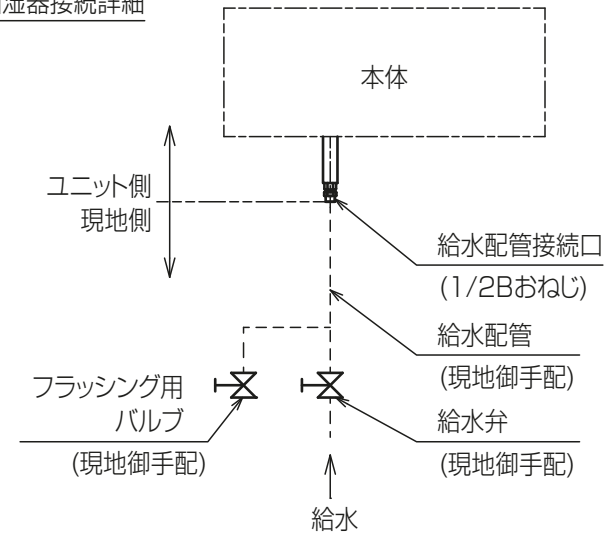 湿器接続詳細
本体
ユニット側
現地側
給水配管接続口
(1/2Bおねじ)
給水配管
(現地御手配)
フラッシング用
バルブ
(現地御手配)
給水弁
(現地御手配)
給水